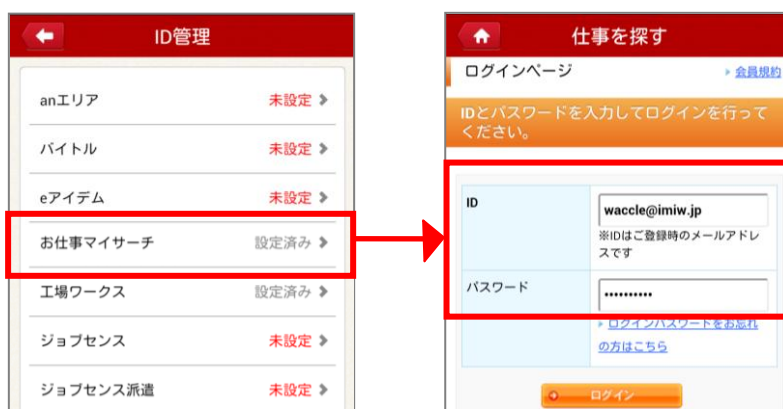 ID管理
anエリア 未設定
バイトル 未設定
eアイデム 未設定
お仕事マイサーチ 設定済み
工場ワークス 設定済み
ジョブセンス 未設定
ジョブセンス派遣 未設定
仕事を探す
ログインページ 会員規約
IDとパスワードを入力してログインを行って
ください。
ID
waccle@imiw.jp
※IDはご登録時のメールアドレ
スです
パスワード
••••••••••
ログインパスワードをお忘れ
の方はこちら
ログイン